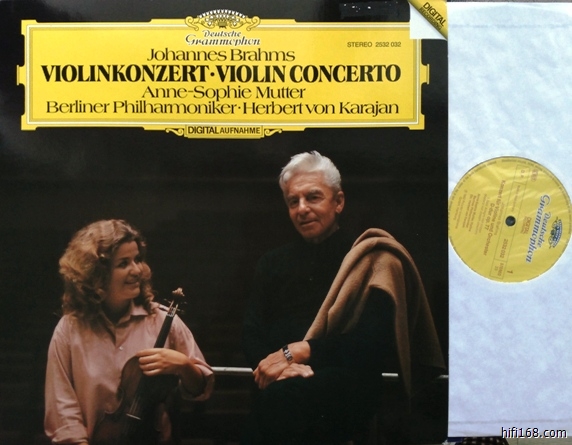 DIGITAL
Deutsche
Grammophon
STEREO 2532 032
Johannes Brahms
VIOLINKONZERT · VIOLIN CONCERTO
Anne-Sophie Mutter
Berliner Philharmoniker · Herbert von Karajan
DIGITAL AUFNAHME
Deutsche
Grammophon
1
hifi168.com